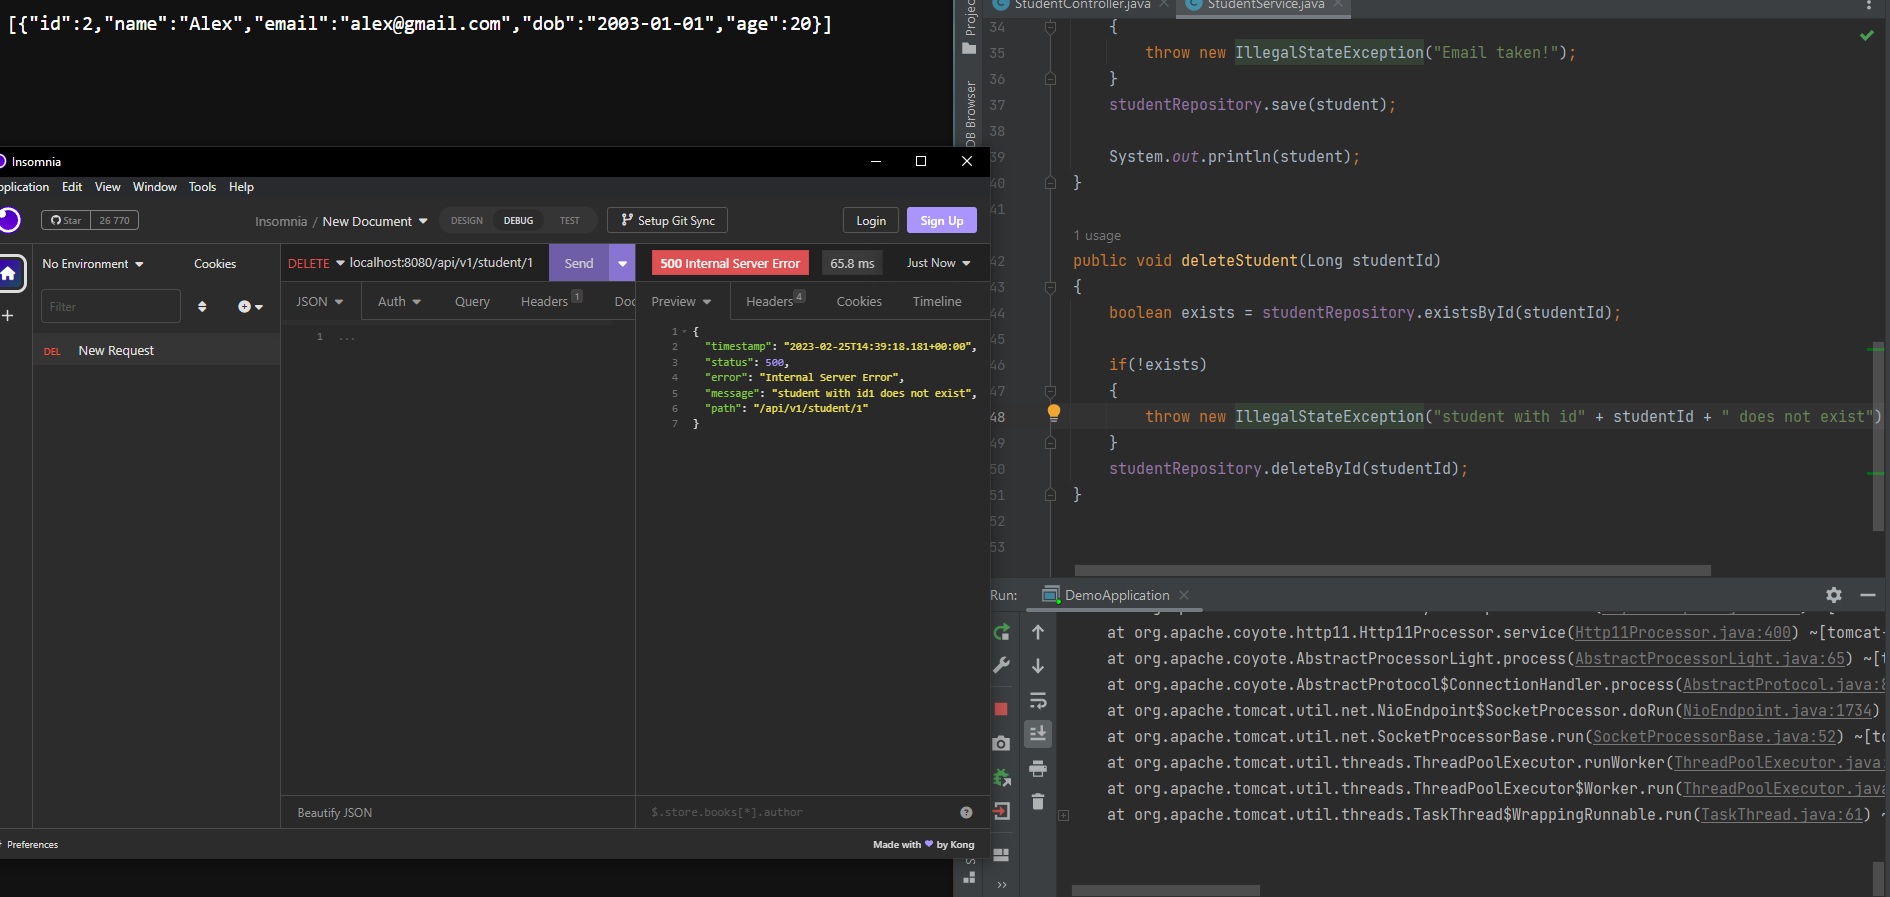 [{"id":2,"name":"Alex","email":"alex@gmail.com","dob":"2003-01-01","age":20}]
Insomnia
pplication Edit View Window Tools Help
Star 26 770
Insomnia / New Document
DESIGN DEBUG TEST
Setup Git Sync
Login
Sign Up
No Environment
Cookies
Filter
DEL New Request
DELETE localhost:8080/api/v1/student/1
Send
JSON Auth Query Headers 1 Doc
1 ...
Beautify JSON
500 Internal Server Error
65.8 ms
Just Now
Preview Headers 4 Cookies Timeline
1 {
2 "timestamp": "2023-02-25T14:39:18.181+00:00",
3 "status": 500,
4 "error": "Internal Server Error",
5 "message": "student with id1 does not exist",
6 "path": "/api/v1/student/1"
7 }
$.store.books[*].author
Preferences
Made with ❤ by Kong
Projec
DB Browser
StudentController.java
StudentService.java
34 {
35 throw new IllegalStateException("Email taken!");
36 }
37 studentRepository.save(student);
38
39 System.out.println(student);
40 }
41
1 usage
42 public void deleteStudent(Long studentId)
43 {
44 boolean exists = studentRepository.existsById(studentId);
45
46 if(!exists)
47 {
48 throw new IllegalStateException("student with id" + studentId + " does not exist")
49 }
50 studentRepository.deleteById(studentId);
51 }
52
53
Run: DemoApplication
at org.apache.coyote.http11.Http11Processor.service(Http11Processor.java:400) ~[tomcat-
at org.apache.coyote.AbstractProcessorLight.process(AbstractProcessorLight.java:65) ~[t
at org.apache.coyote.AbstractProtocol$ConnectionHandler.process(AbstractProtocol.java:8
at org.apache.tomcat.util.net.NioEndpoint$SocketProcessor.doRun(NioEndpoint.java:1734)
at org.apache.tomcat.util.net.SocketProcessorBase.run(SocketProcessorBase.java:52) ~[to
at org.apache.tomcat.util.threads.ThreadPoolExecutor.runWorker(ThreadPoolExecutor.java:
at org.apache.tomcat.util.threads.ThreadPoolExecutor$Worker.run(ThreadPoolExecutor.java
at org.apache.tomcat.util.threads.TaskThread$WrappingRunnable.run(TaskThread.java:61) ~